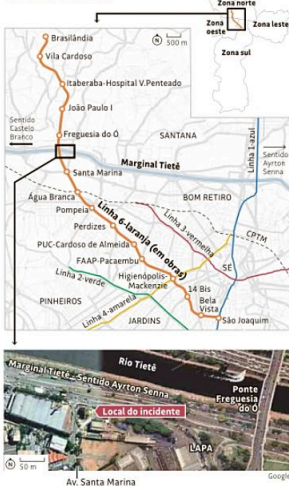 Zona norte
Zona oeste
Zona leste
Zona sul
N
500 m
Brasilândia
Vila Cardoso
Itaberaba-Hospital V.Penteado
João Paulo I
Freguesia do Ó
Sentido Castelo Branco
SANTANA
Marginal Tietê
Linha 1-azul
Sentido Ayrton Senna
Santa Marina
Água Branca
BOM RETIRO
Pompeia
Linha 6-laranja (em obras)
Linha 3-vermelha
CPTM
Perdizes
PUC-Cardoso de Almeida
SÉ
FAAP-Pacaembu
Linha 2-verde
Higienópolis-Mackenzie
14 Bis
PINHEIROS
Linha 4-amarela
Bela Vista
JARDINS
São Joaquim
Rio Tietê
Marginal Tietê - Sentido Ayrton Senna
Ponte Freguesia do Ó
Local do incidente
LAPA
N
50 m
Google
Av. Santa Marina